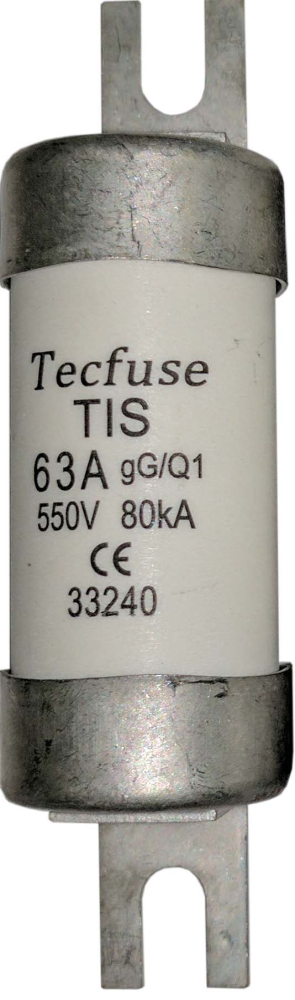 Tecfuse
TIS
63A gG/Q1
550V 80kA
CE
33240